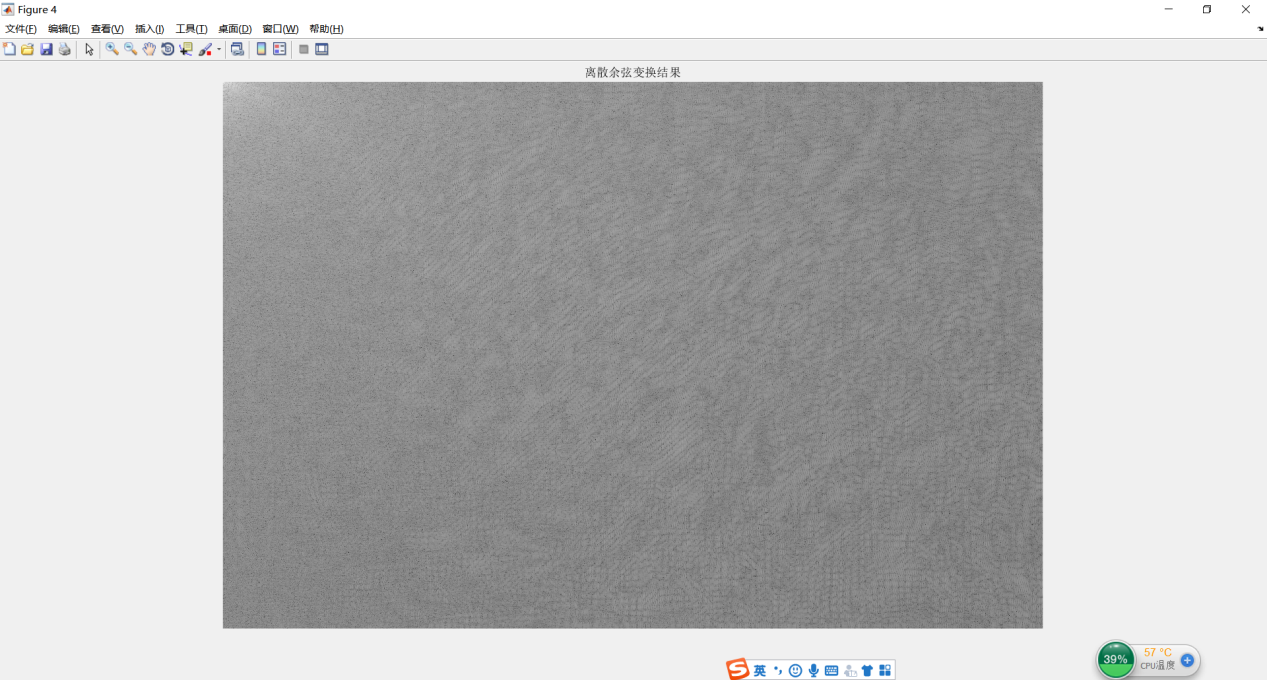 Figure 4
文件(F) 编辑(E) 查看(V) 插入(I) 工具(T) 桌面(D) 窗口(W) 帮助(H)
离散余弦变换结果
英
39%
57 °C
CPU温度